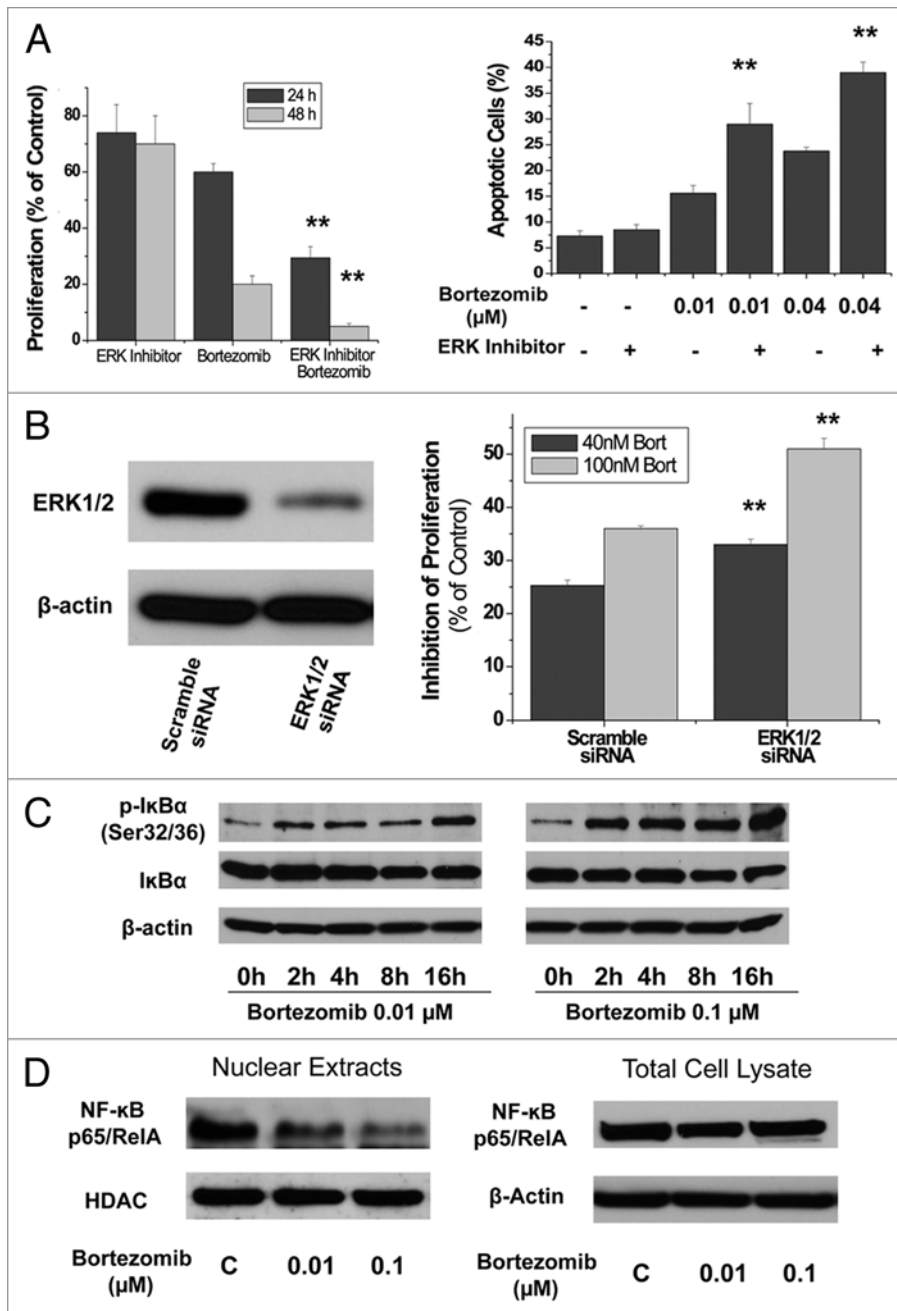 A
Proliferation (% of Control)
80
60
40
20
0
24 h
48 h
**
**
ERK Inhibitor
Bortezomib
ERK Inhibitor
Bortezomib
Apoptotic Cells (%)
45
40
35
30
25
20
15
10
5
0
**
**
Bortezomib
(µM)
- - 0.01 0.01 0.04 0.04
ERK Inhibitor - + - + - +
B
ERK1/2
β-actin
Scramble
siRNA
ERK1/2
siRNA
Inhibition of Proliferation
(% of Control)
50
40
30
20
10
0
40nM Bort
100nM Bort
**
**
Scramble
siRNA
ERK1/2
siRNA
C
p-IκBα
(Ser32/36)
IκBα
β-actin
0h 2h 4h 8h 16h
Bortezomib 0.01 µM
0h 2h 4h 8h 16h
Bortezomib 0.1 µM
D
Nuclear Extracts
NF-κB
p65/RelA
HDAC
Bortezomib
(µM)
C 0.01 0.1
Total Cell Lysate
NF-κB
p65/RelA
β-Actin
Bortezomib
(µM)
C 0.01 0.1